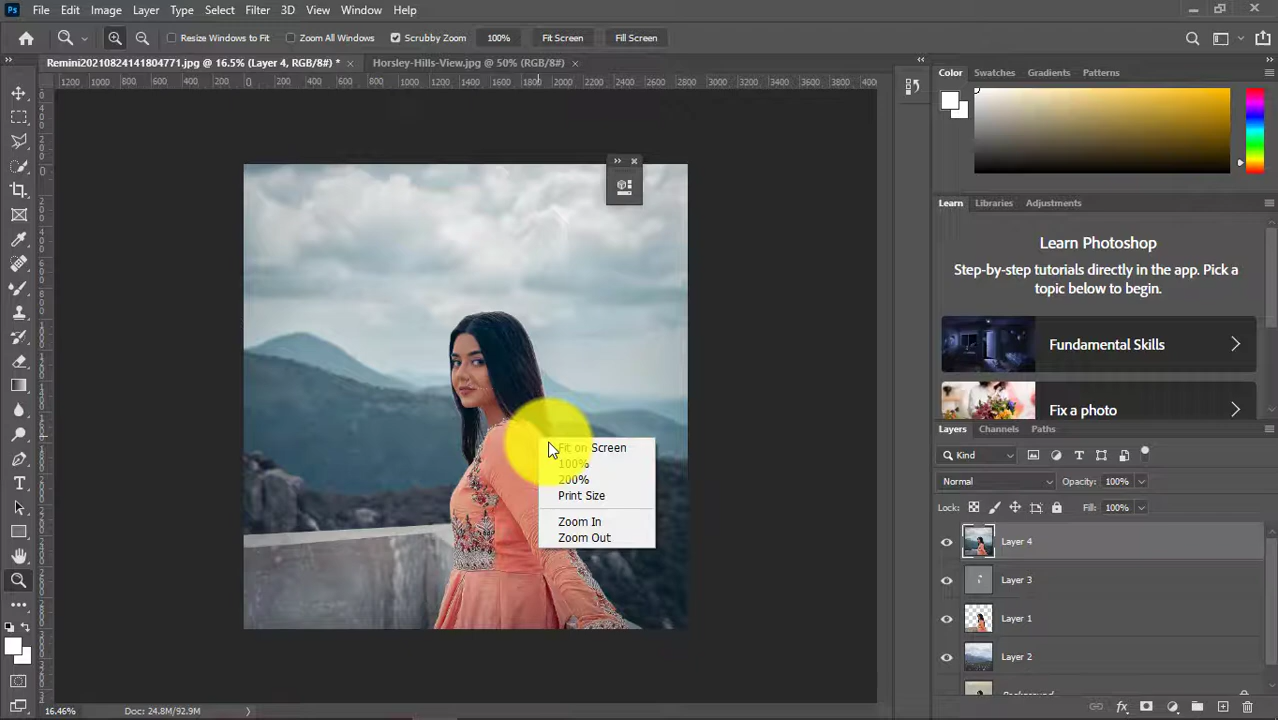 Ps File Edit Image Layer Type Select Filter 3D View Window Help
Resize Windows to Fit Zoom All Windows Scrubby Zoom 100% Fit Screen Fill Screen
Remini20210824141804771.jpg @ 16.5% (Layer 4, RGB/8#) * × Horsley-Hills-View.jpg @ 50% (RGB/8#) ×
1200 1000 800 600 400 200 0 200 400 600 800 1000 1200 1400 1600 1800 2000 2200 2400 2600 2800 3000 3200 3400 3600 3800 400
Color Swatches Gradients Patterns
Learn Libraries Adjustments
Learn Photoshop
Step-by-step tutorials directly in the app. Pick a
topic below to begin.
Fundamental Skills
Fix a photo
Fit on Screen
100%
200%
Print Size
Zoom In
Zoom Out
Layers Channels Paths
Kind
Normal Opacity: 100%
Lock: Fill: 100%
Layer 4
Layer 3
Layer 1
Layer 2
Background
16.46% Doc: 24.8M/92.9M